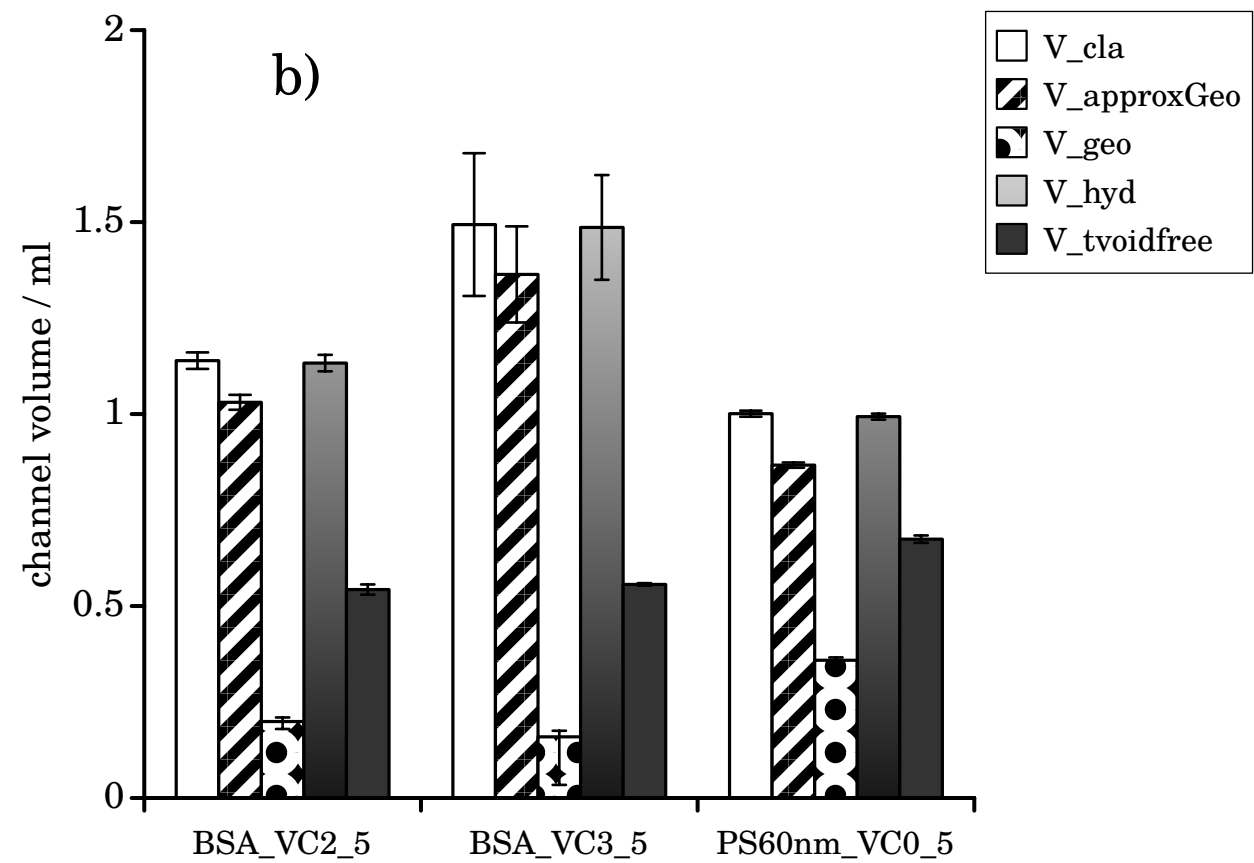 2
b)
1.5
1
0.5
0
channel volume / ml
BSA_VC2_5
BSA_VC3_5
PS60nm_VC0_5
V_cla
V_approxGeo
V_geo
V_hyd
V_tvoidfree